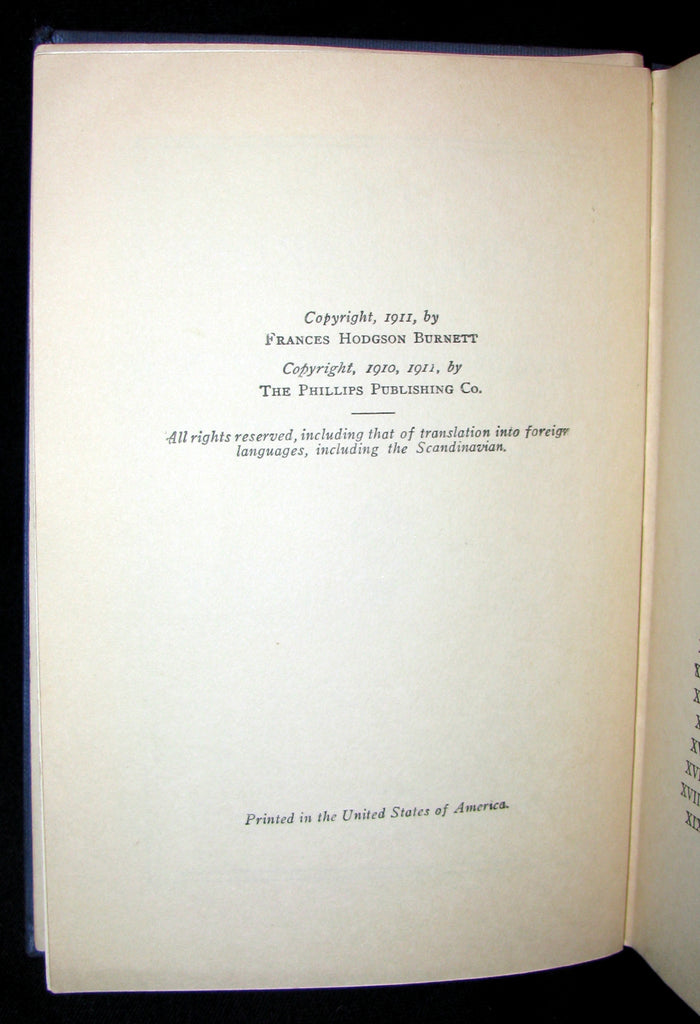 Copyright, 1911, by
FRANCES HODGSON BURNETT
Copyright, 1910, 1911, by
THE PHILLIPS PUBLISHING Co.
All rights reserved, including that of translation into foreign
languages, including the Scandinavian.
Printed in the United States of America.